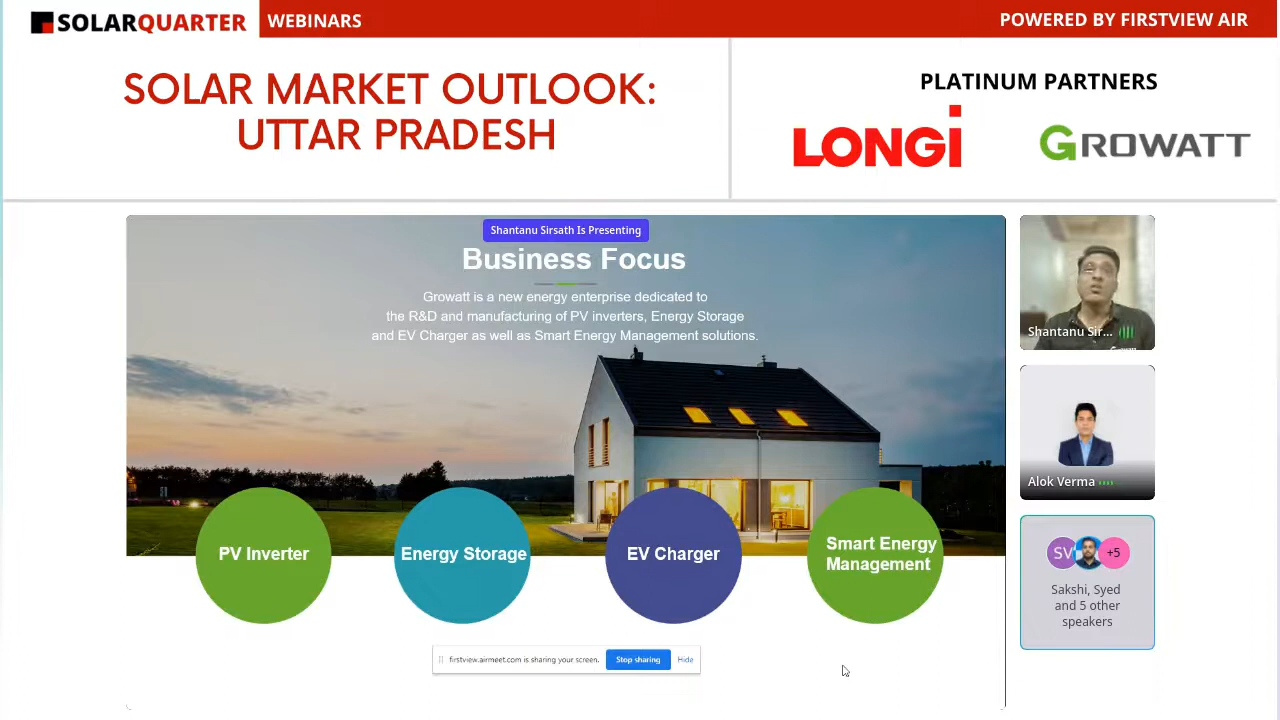 SOLARQUARTER
WEBINARS
POWERED BY FIRSTVIEW AIR
SOLAR MARKET OUTLOOK:
UTTAR PRADESH
PLATINUM PARTNERS
LONGi
GROWATT
Shantanu Sirsath Is Presenting
Business Focus
Growatt is a new energy enterprise dedicated to
the R&D and manufacturing of PV inverters, Energy Storage
and EV Charger as well as Smart Energy Management solutions.
PV Inverter
Energy Storage
EV Charger
Smart Energy
Management
firstview.airmeet.com is sharing your screen.
Stop sharing
Hide
Shantanu Sir...
Alok Verma
SV
+5
Sakshi, Syed
and 5 other
speakers